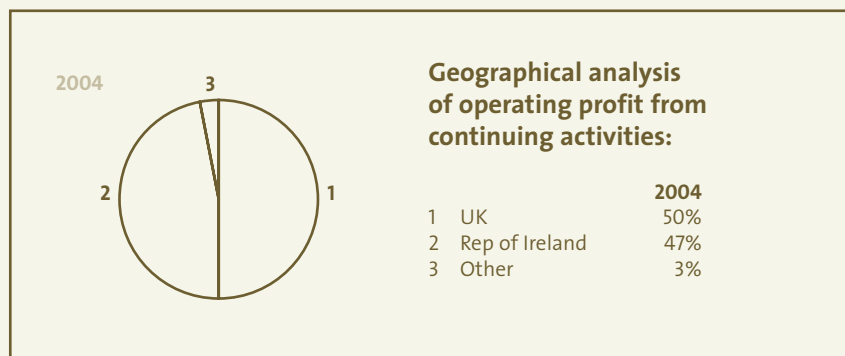 2004
3
2
1
Geographical analysis
of operating profit from
continuing activities:
2004
1 UK 50%
2 Rep of Ireland 47%
3 Other 3%